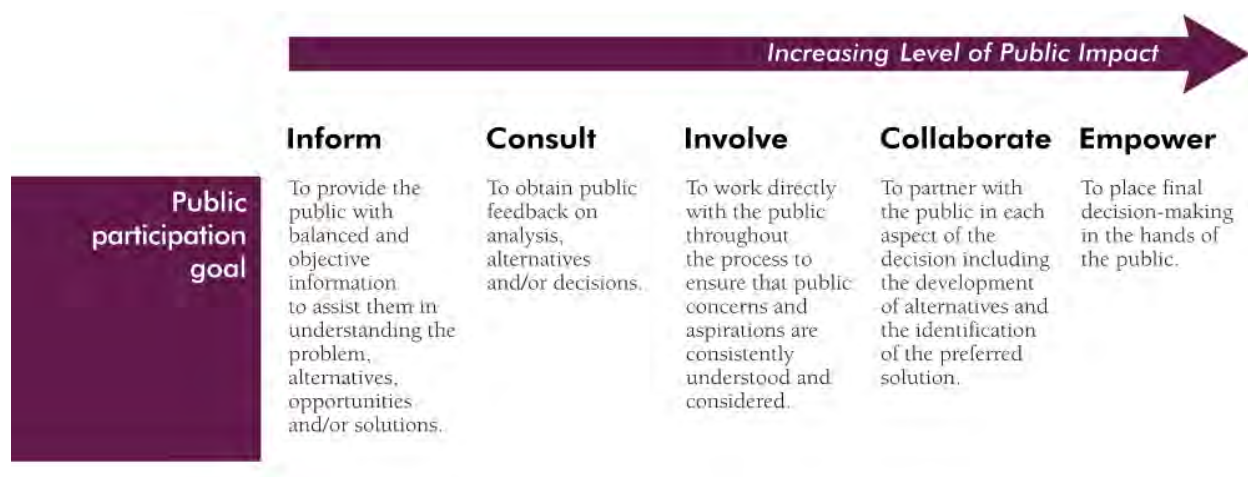 Increasing Level of Public Impact
Inform
Consult
Involve
Collaborate
Empower
Public
participation
goal
To provide the
public with
balanced and
objective
information
to assist them in
understanding the
problem,
alternatives,
opportunities
and/or solutions.
To obtain public
feedback on
analysis,
alternatives
and/or decisions.
To work directly
with the public
throughout
the process to
ensure that public
concerns and
aspirations are
consistently
understood and
considered.
To partner with
the public in each
aspect of the
decision including
the development
of alternatives and
the identification
of the preferred
solution.
To place final
decision-making
in the hands of
the public.